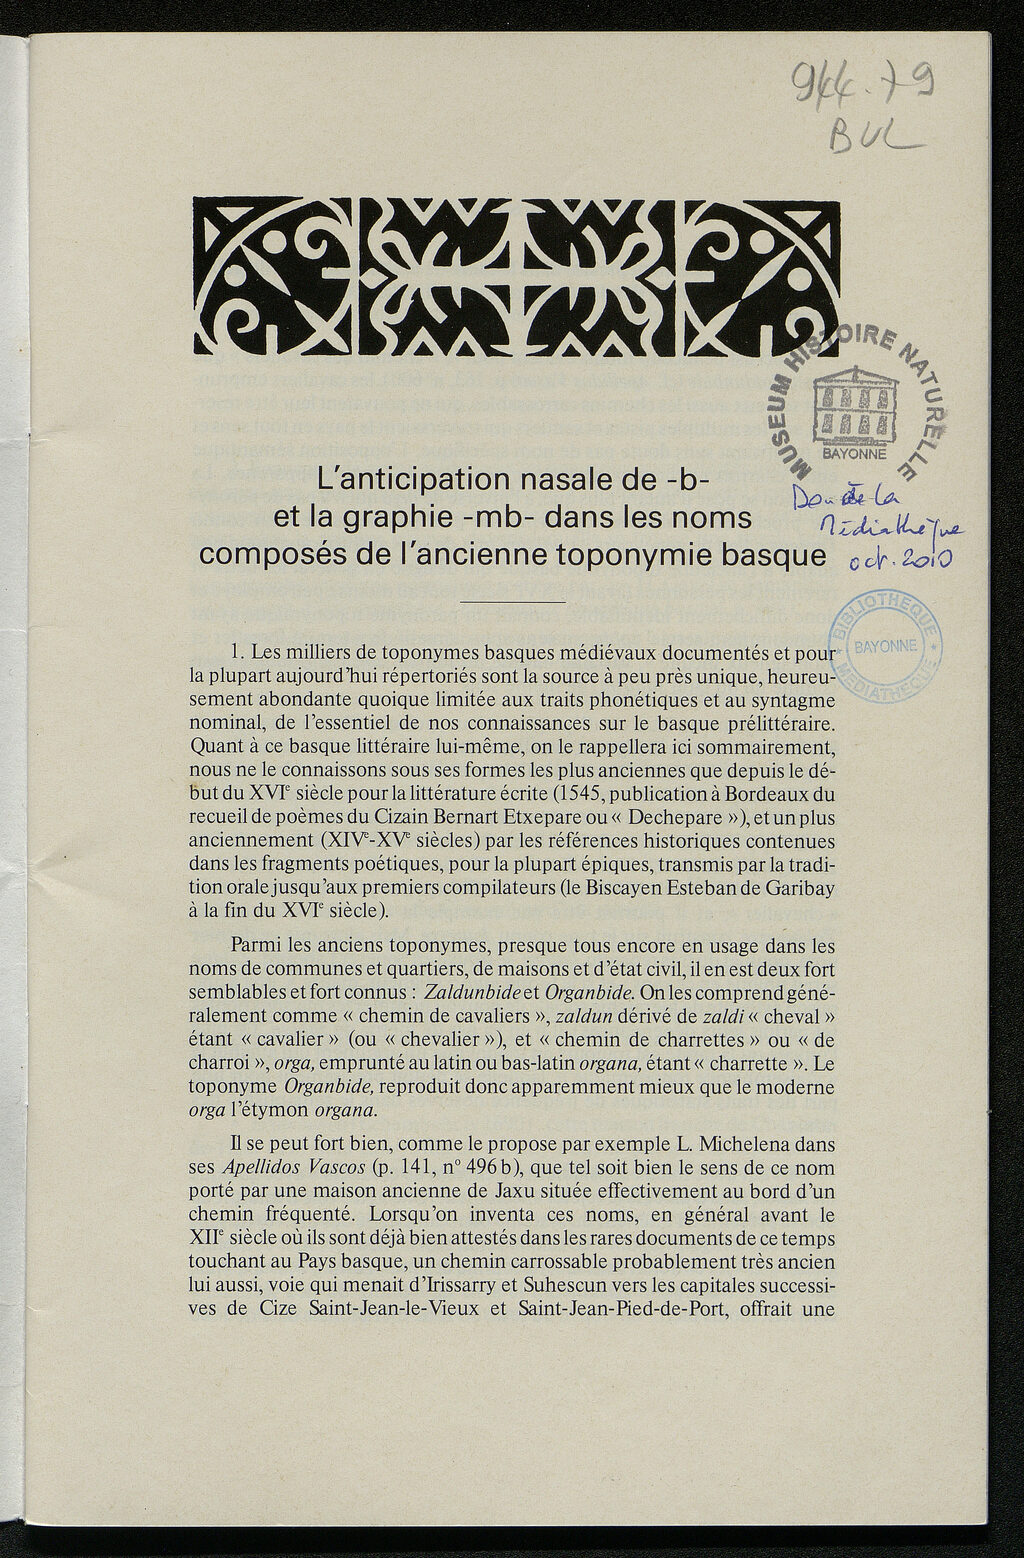 944.79
BUL
MUSEUM HISTOIRE NATURELLE
BAYONNE
L'anticipation nasale de -b-
et la graphie -mb- dans les noms
composés de l'ancienne toponymie basque
Don de la
Médiathèque
oct. 2010
BIBLIOTHEQUE
BAYONNE
MEDIATHEQUE
1. Les milliers de toponymes basques médiévaux documentés et pour
la plupart aujourd'hui répertoriés sont la source à peu près unique, heureu-
sement abondante quoique limitée aux traits phonétiques et au syntagme
nominal, de l'essentiel de nos connaissances sur le basque prélittéraire.
Quant à ce basque littéraire lui-même, on le rappellera ici sommairement,
nous ne le connaissons sous ses formes les plus anciennes que depuis le dé-
but du XVIe siècle pour la littérature écrite (1545, publication à Bordeaux du
recueil de poèmes du Cizain Bernart Etxepare ou « Dechepare »), et un plus
anciennement (XIVe-XVe siècles) par les références historiques contenues
dans les fragments poétiques, pour la plupart épiques, transmis par la tradi-
tion orale jusqu'aux premiers compilateurs (le Biscayen Esteban de Garibay
à la fin du XVIe siècle).
Parmi les anciens toponymes, presque tous encore en usage dans les
noms de communes et quartiers, de maisons et d'état civil, il en est deux fort
semblables et fort connus : Zaldunbide et Organbide. On les comprend géné-
ralement comme « chemin de cavaliers », zaldun dérivé de zaldi « cheval »
étant « cavalier » (ou « chevalier »), et « chemin de charrettes » ou « de
charroi », orga, emprunté au latin ou bas-latin organa, étant « charrette ». Le
toponyme Organbide, reproduit donc apparemment mieux que le moderne
orga l'étymon organa.
Il se peut fort bien, comme le propose par exemple L. Michelena dans
ses Apellidos Vascos (p. 141, n° 496 b), que tel soit bien le sens de ce nom
porté par une maison ancienne de Jaxu située effectivement au bord d'un
chemin fréquenté. Lorsqu'on inventa ces noms, en général avant le
XIIe siècle où ils sont déjà bien attestés dans les rares documents de ce temps
touchant au Pays basque, un chemin carrossable probablement très ancien
lui aussi, voie qui menait d'Irissarry et Suhescun vers les capitales successi-
ves de Cize Saint-Jean-le-Vieux et Saint-Jean-Pied-de-Port, offrait une